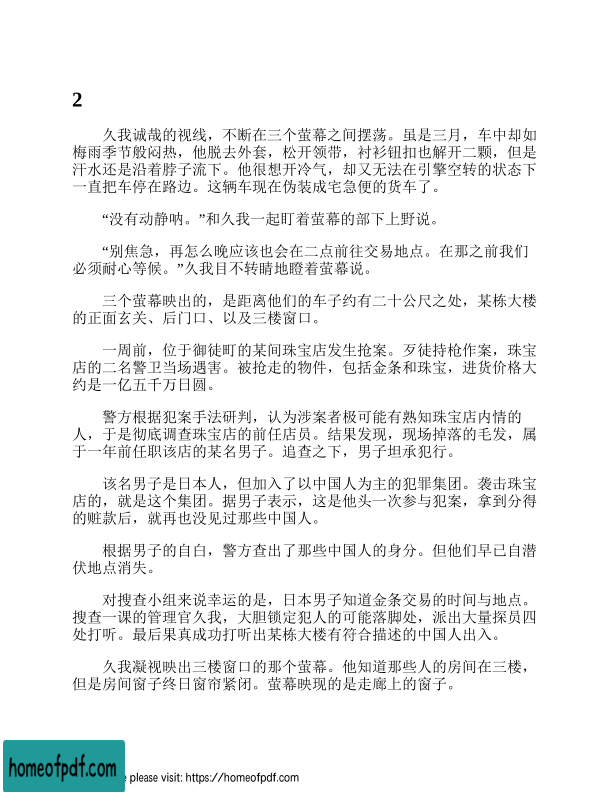 2
久我诚哉的视线，不断在三个萤幕之间摆荡。虽是三月，车中却如
梅雨季节般闷热，他脱去外套，松开领带，衬衫钮扣也解开二颗，但是
汗水还是沿着脖子流下。他很想开冷气，却又无法在引擎空转的状态下
一直把车停在路边。这辆车现在伪装成宅急便的货车了。
“没有动静呐。”和久我一起盯着萤幕的部下上野说。
“别焦急，再怎么晚应该也会在二点前往交易地点。在那之前我们
必须耐心等候。”久我目不转睛地瞪着萤幕说。
三个萤幕映出的，是距离他们的车子约有二十公尺之处，某栋大楼
的正面玄关、后门口、以及三楼窗口。
一周前，位于御徒町的某间珠宝店发生抢案。歹徒持枪作案，珠宝
店的二名警卫当场遇害。被抢走的物件，包括金条和珠宝，进货价格大
约是一亿五千万日圆。
警方根据犯案手法研判，认为涉案者极可能有熟知珠宝店内情的
人，于是彻底调查珠宝店的前任店员。结果发现，现场掉落的毛发，属
于一年前任职该店的某名男子。追查之下，男子坦承犯行。
该名男子是日本人，但加入了以中国人为主的犯罪集团。袭击珠宝
店的，就是这个集团。据男子表示，这是他头一次参与犯案，拿到分得
的赃款后，就再也没见过那些中国人。
根据男子的自白，警方查出了那些中国人的身分。但他们早已自潜
伏地点消失。
对搜查小组来说幸运的是，日本男子知道金条交易的时间与地点。
搜查一课的管理官久我，大胆锁定犯人的可能落脚处，派出大量探员四
处打听。最后果真成功打听出某栋大楼有符合描述的中国人出入。
久我凝视映出三楼窗口的那个萤幕。他知道那些人的房间在三楼，
但是房间窗子终日窗帘紧闭。萤幕映现的是走廊上的窗子。
homeofpdf.com
e please visit: https://homeofpdf.com